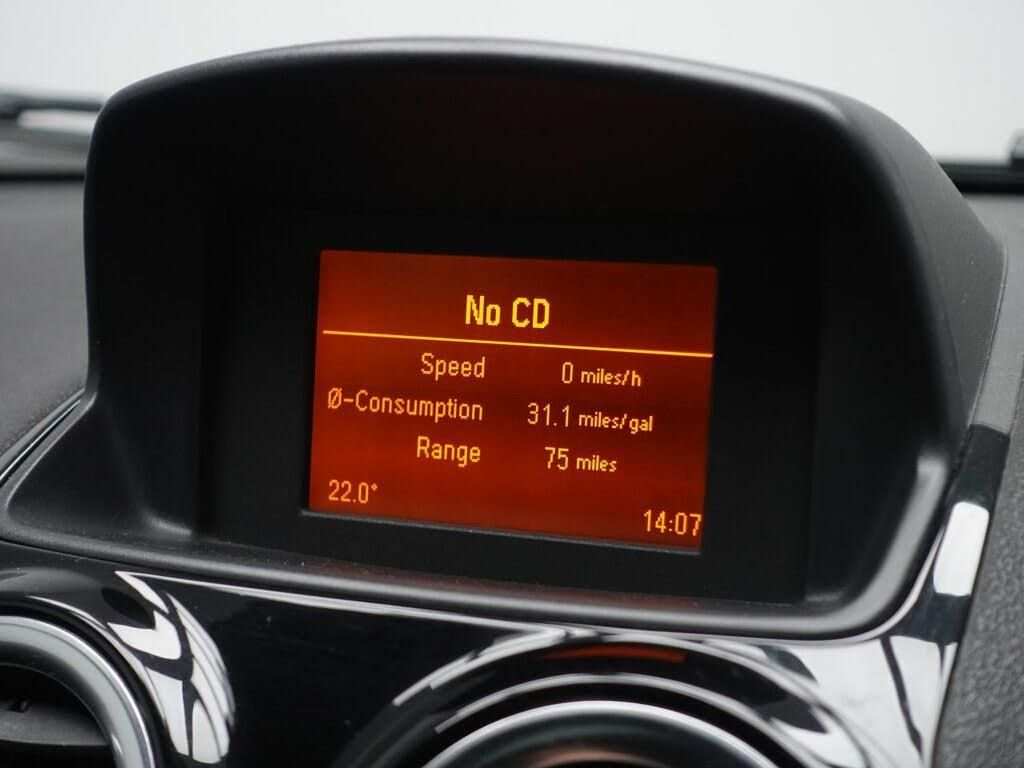 No CD
Speed 0 miles/h
Ø-Consumption 31.1 miles/gal
Range 75 miles
22.0°
14:07